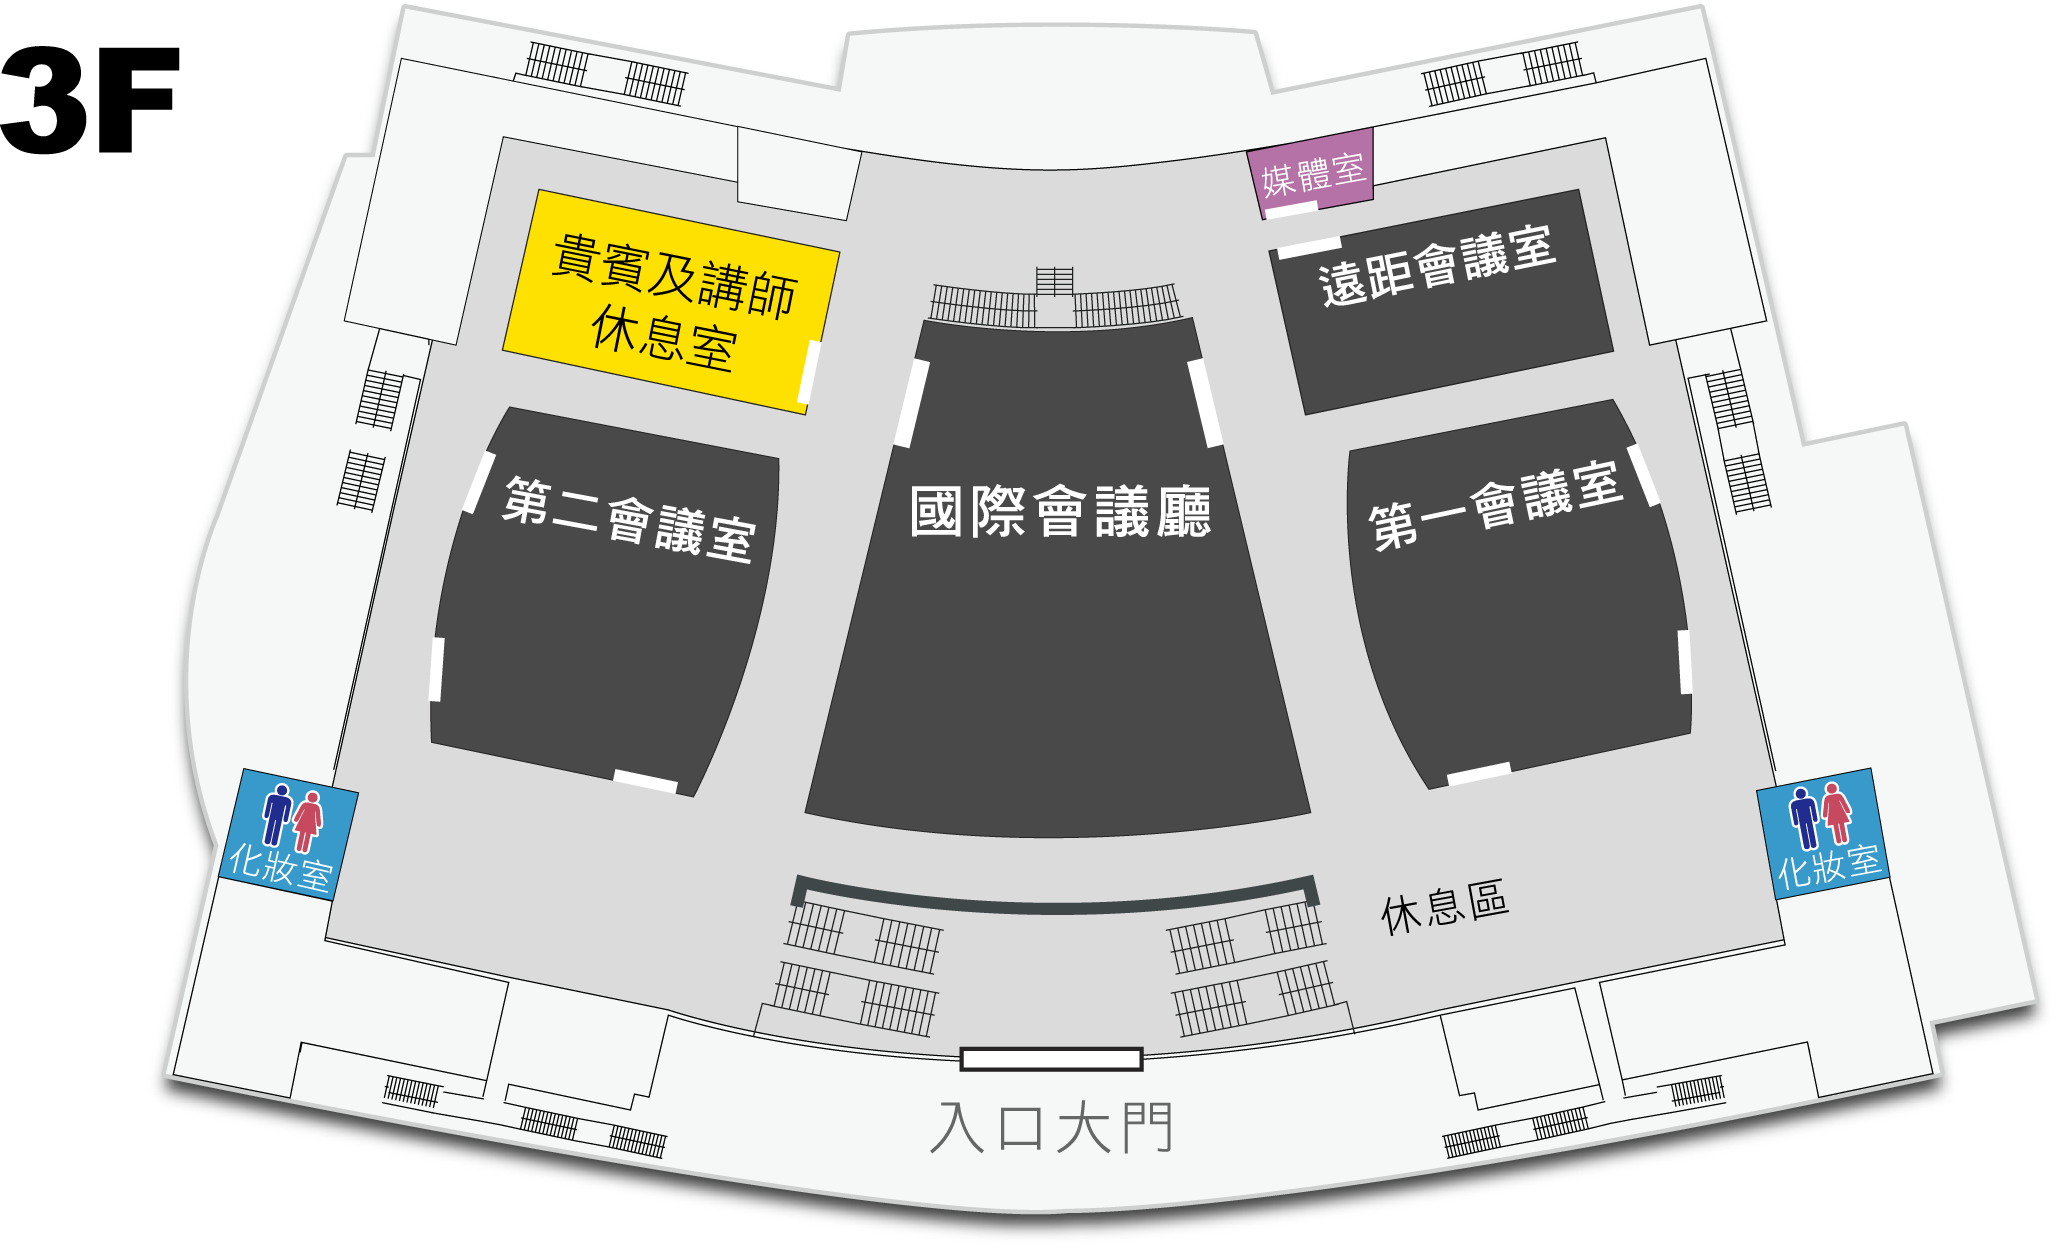 3F
媒體室
貴賓及講師
休息室
遠距會議室
第二會議室
國際會議廳
第一會議室
化妝室
化妝室
休息區
入口大門